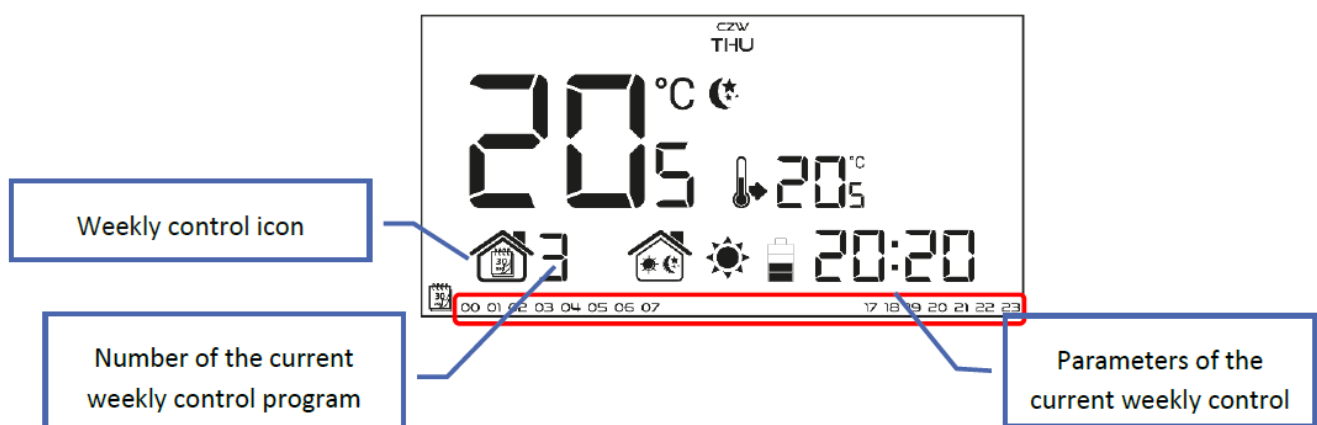 CZW
THU
20 5 °C
20 5 °C
Weekly control icon
30
3
20:20
30
00 01 02 03 04 05 06 07 17 18 19 20 21 22 23
Number of the current
weekly control program
Parameters of the
current weekly control